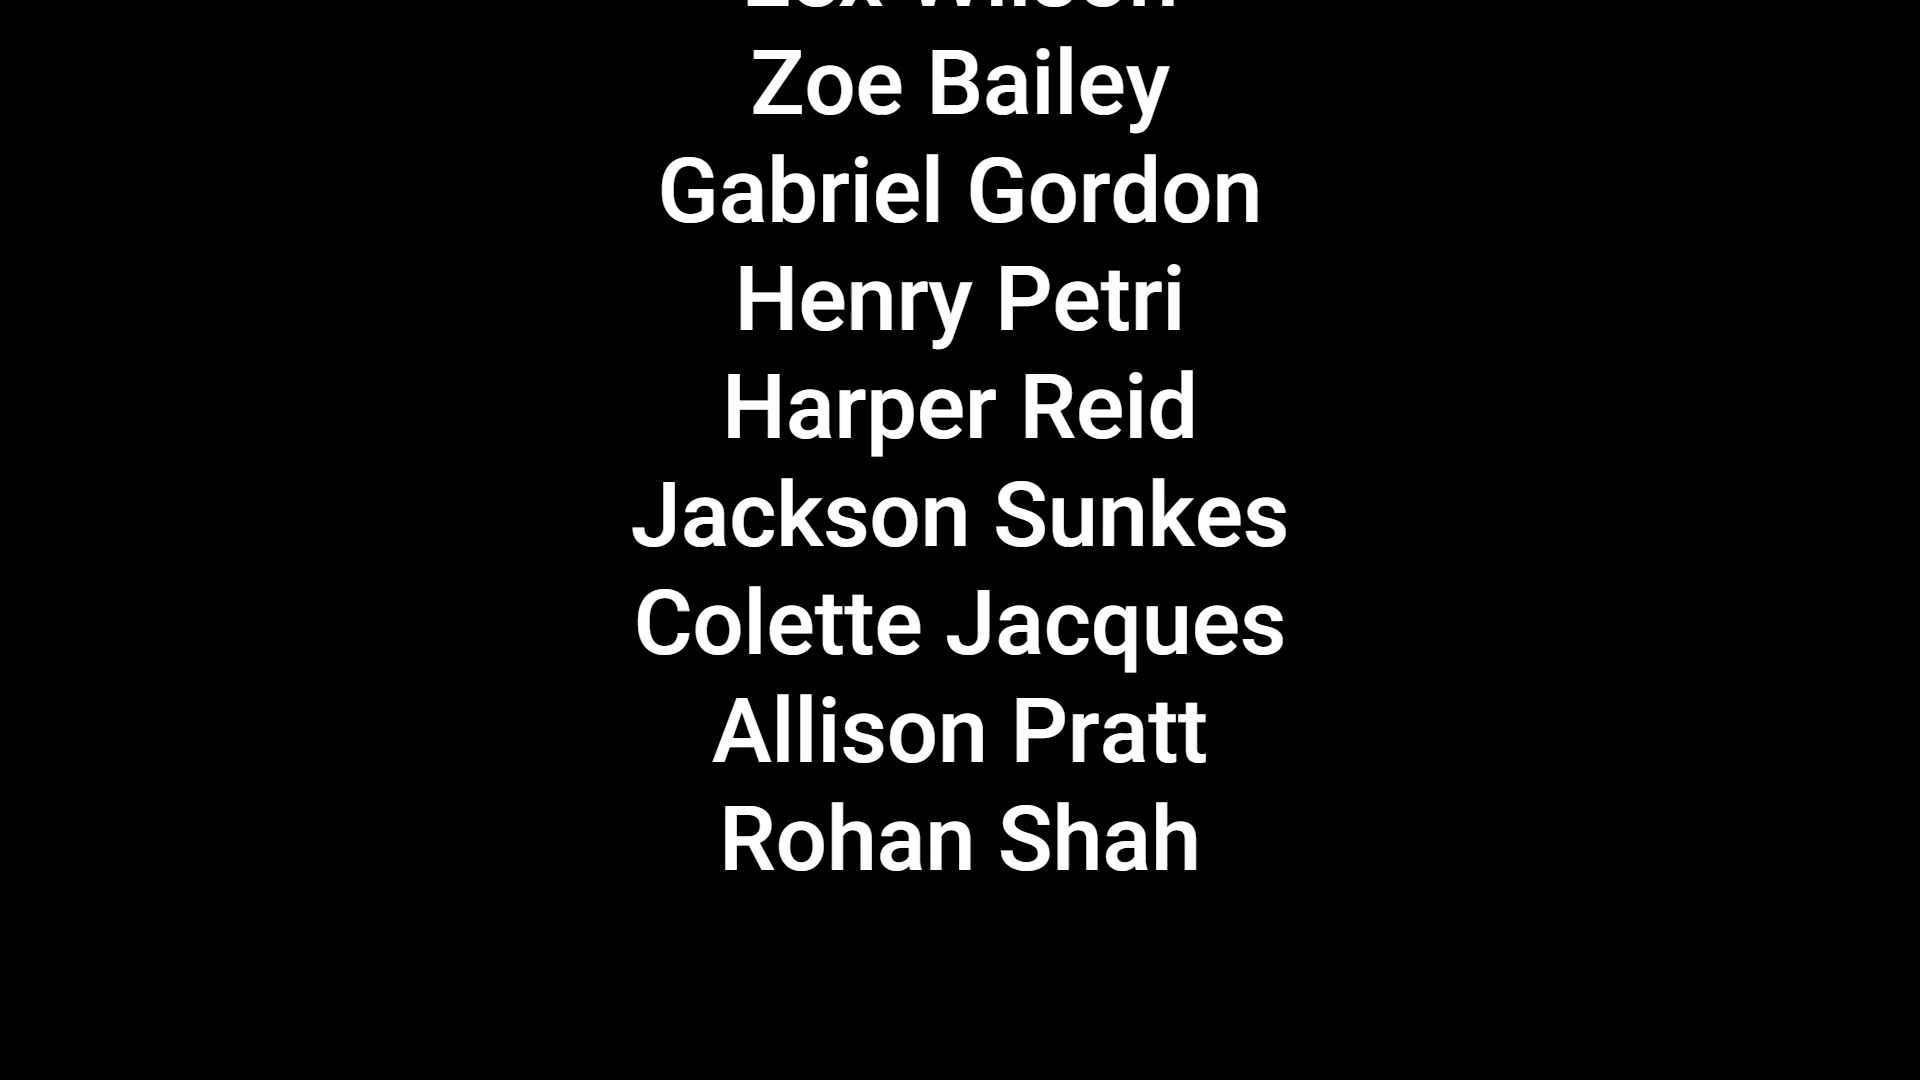 Zoe Bailey
Gabriel Gordon
Henry Petri
Harper Reid
Jackson Sunkes
Colette Jacques
Allison Pratt
Rohan Shah